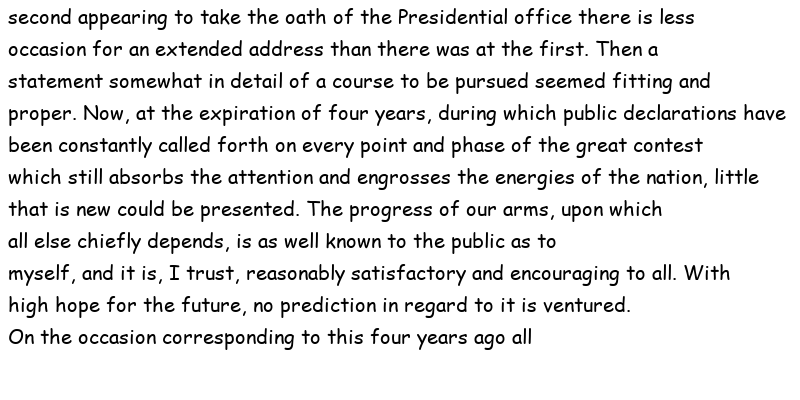 second appearing to take the oath of the Presidential office there is less
occasion for an extended address than there was at the first. Then a
statement somewhat in detail of a course to be pursued seemed fitting and
proper. Now, at the expiration of four years, during which public declarations have
been constantly called forth on every point and phase of the great contest
which still absorbs the attention and engrosses the energies of the nation, little
that is new could be presented. The progress of our arms, upon which
all else chiefly depends, is as well known to the public as to
myself, and it is, I trust, reasonably satisfactory and encouraging to all. With
high hope for the future, no prediction in regard to it is ventured.
On the occasion corresponding to this four years ago all